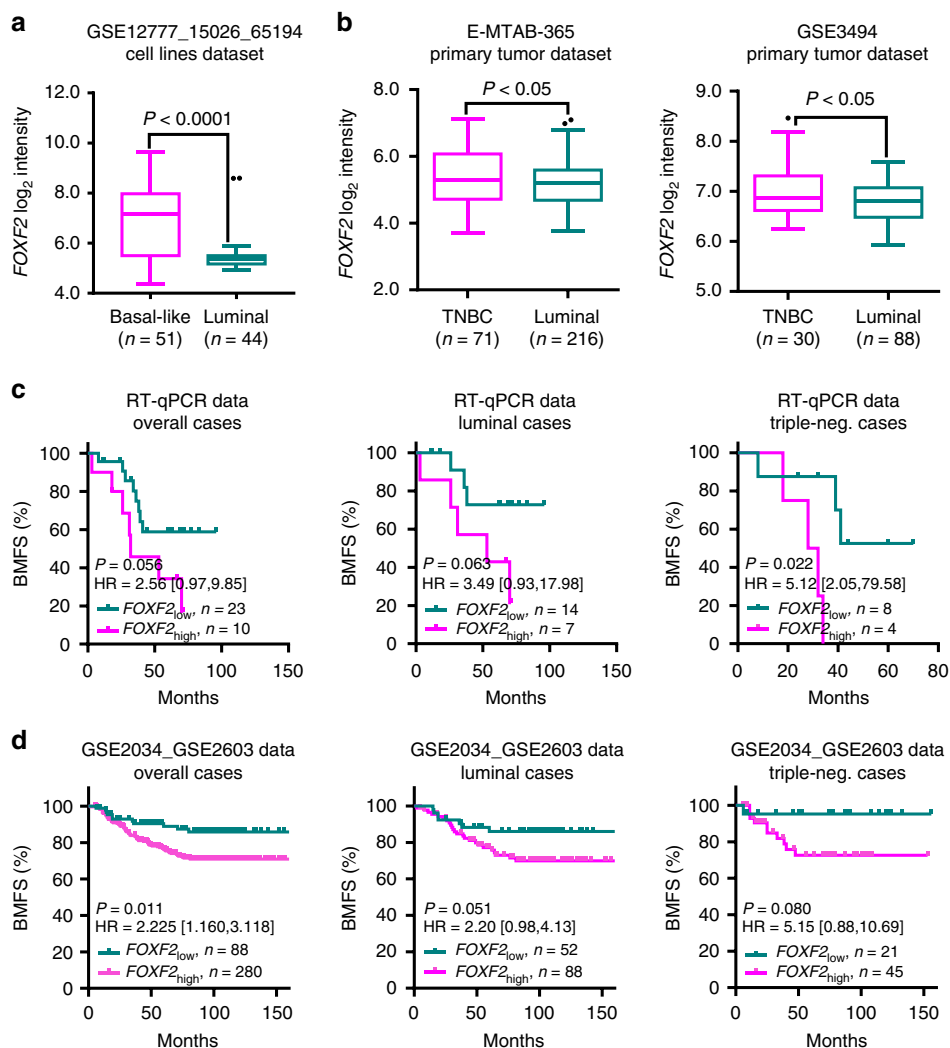 a
GSE12777_15026_65194
cell lines dataset
12.0
10.0
8.0
6.0
4.0
FOXF2 log2 intensity
P < 0.0001
Basal-like
(n = 51)
Luminal
(n = 44)
b
E-MTAB-365
primary tumor dataset
8.0
6.0
4.0
2.0
FOXF2 log2 intensity
P < 0.05
TNBC
(n = 71)
Luminal
(n = 216)
GSE3494
primary tumor dataset
9.0
8.0
7.0
6.0
5.0
FOXF2 log2 intensity
P < 0.05
TNBC
(n = 30)
Luminal
(n = 88)
c
RT-qPCR data
overall cases
100
80
60
40
20
0
BMFS (%)
P = 0.056
HR = 2.56 [0.97,9.85]
FOXF2low, n = 23
FOXF2high, n = 10
0 50 100 150
Months
RT-qPCR data
luminal cases
100
80
60
40
20
0
BMFS (%)
P = 0.063
HR = 3.49 [0.93,17.98]
FOXF2low, n = 14
FOXF2high, n = 7
0 50 100 150
Months
RT-qPCR data
triple-neg. cases
100
80
60
40
20
0
BMFS (%)
P = 0.022
HR = 5.12 [2.05,79.58]
FOXF2low, n = 8
FOXF2high, n = 4
0 20 40 60 80
Months
d
GSE2034_GSE2603 data
overall cases
100
80
60
40
20
0
BMFS (%)
P = 0.011
HR = 2.225 [1.160,3.118]
FOXF2low, n = 88
FOXF2high, n = 280
0 50 100 150
Months
GSE2034_GSE2603 data
luminal cases
100
80
60
40
20
0
BMFS (%)
P = 0.051
HR = 2.20 [0.98,4.13]
FOXF2low, n = 52
FOXF2high, n = 88
0 50 100 150
Months
GSE2034_GSE2603 data
triple-neg. cases
100
80
60
40
20
0
BMFS (%)
P = 0.080
HR = 5.15 [0.88,10.69]
FOXF2low, n = 21
FOXF2high, n = 45
0 50 100 150
Months